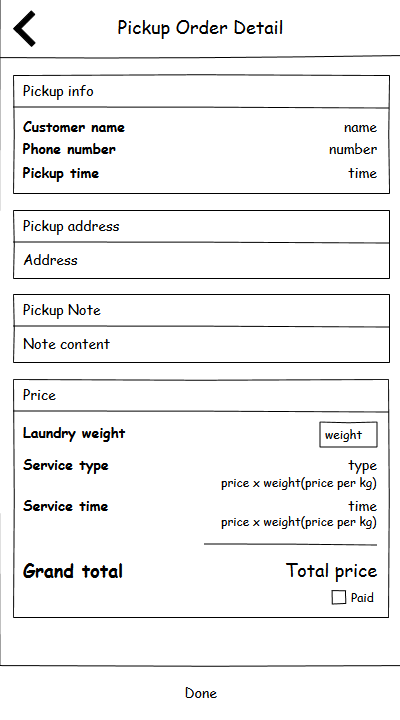 Pickup Order Detail
Pickup info
Customer name name
Phone number number
Pickup time time
Pickup address
Address
Pickup Note
Note content
Price
Laundry weight weight
Service type type
price x weight(price per kg)
Service time time
price x weight(price per kg)
Grand total Total price
Paid
Done